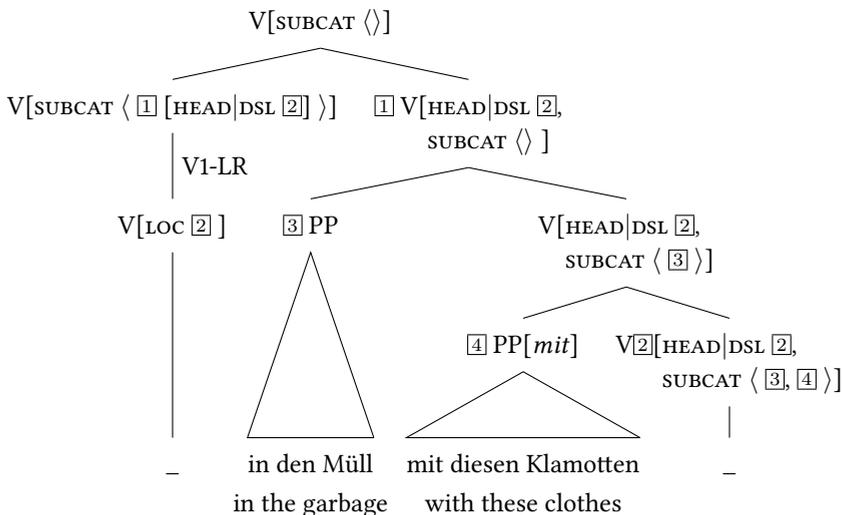 V[SUBCAT ⟨⟩]
V[SUBCAT ⟨ 1 [HEAD|DSL 2] ⟩] 1 V[HEAD|DSL 2,
SUBCAT ⟨⟩ ]
V1-LR
V[LOC 2 ] 3 PP V[HEAD|DSL 2,
SUBCAT ⟨ 3 ⟩]
4 PP[mit] V2[HEAD|DSL 2,
SUBCAT ⟨ 3, 4 ⟩]
_ in den Müll mit diesen Klamotten _
in the garbage with these clothes